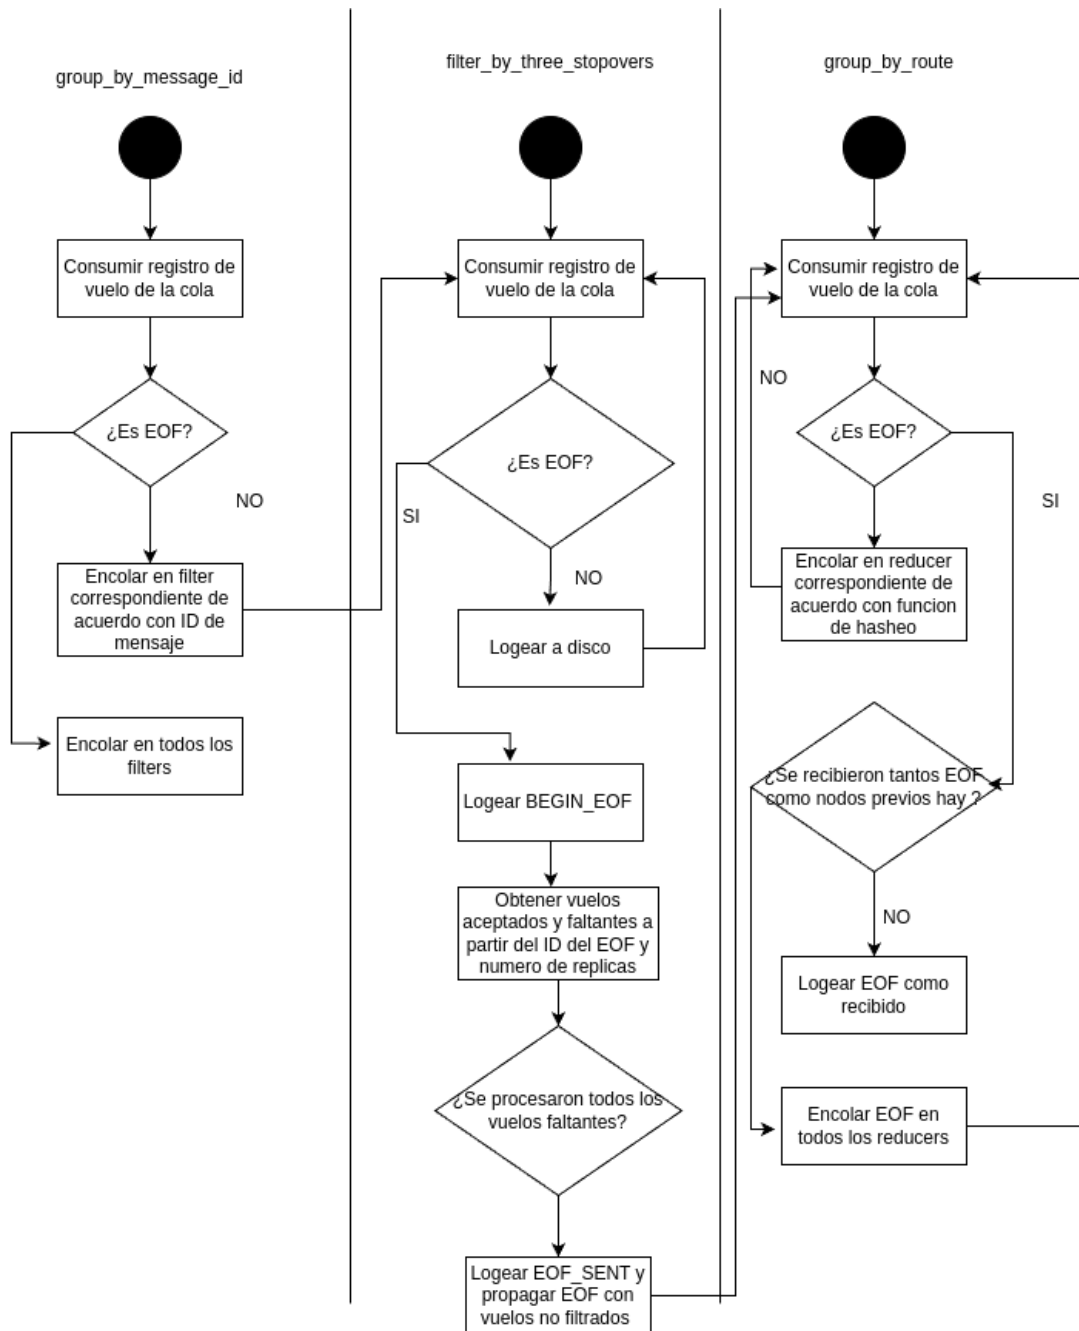 group_by_message_id
Consumir registro de
vuelo de la cola
¿Es EOF?
NO
Encolar en filter
correspondiente de
acuerdo con ID de
mensaje
Encolar en todos los
filters
filter_by_three_stopovers
Consumir registro de
vuelo de la cola
¿Es EOF?
SI
NO
Logear a disco
Logear BEGIN_EOF
Obtener vuelos
aceptados y faltantes a
partir del ID del EOF y
numero de replicas
¿Se procesaron todos los
vuelos faltantes?
Logear EOF_SENT y
propagar EOF con
vuelos no filtrados
group_by_route
Consumir registro de
vuelo de la cola
NO
¿Es EOF?
SI
Encolar en reducer
correspondiente de
acuerdo con funcion
de hasheo
¿Se recibieron tantos EOF
como nodos previos hay ?
NO
Logear EOF como
recibido
Encolar EOF en
todos los reducers